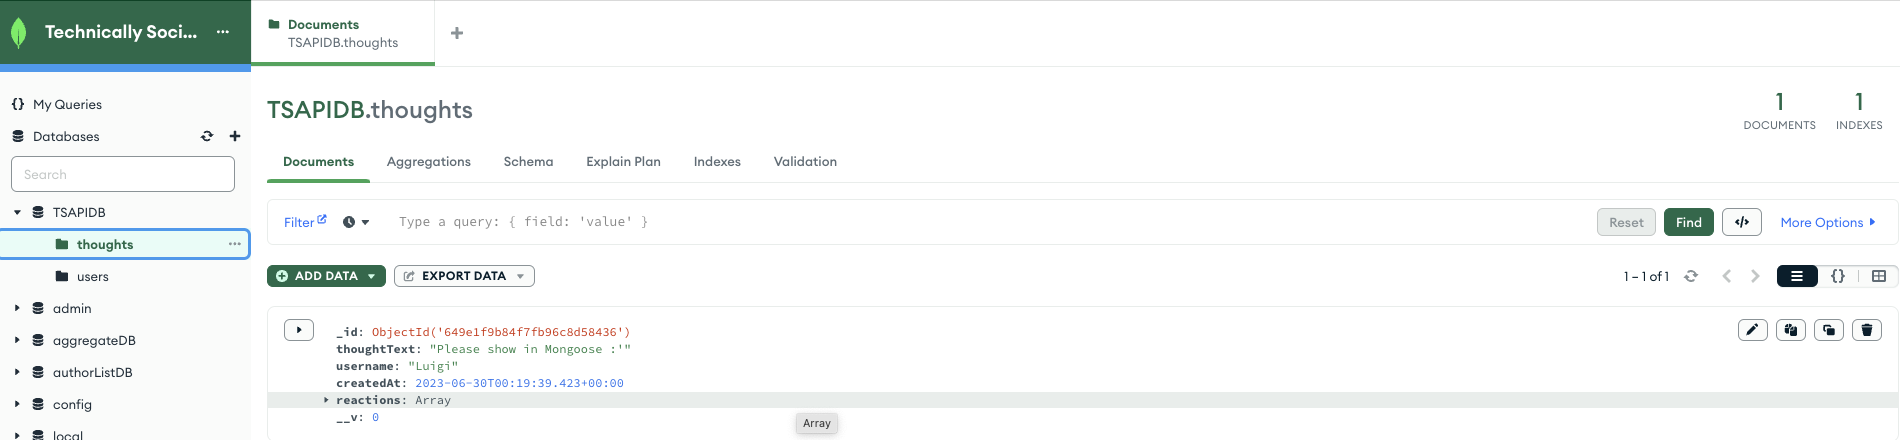 Technically Soci... ...
Documents
TSAPIDB.thoughts
My Queries
Databases
Search
TSAPIDB
thoughts
users
admin
aggregateDB
authorListDB
config
local
TSAPIDB.thoughts
1
DOCUMENTS
1
INDEXES
Documents Aggregations Schema Explain Plan Indexes Validation
Filter Type a query: { field: 'value' } Reset Find </> More Options
ADD DATA EXPORT DATA 1 – 1 of 1 {}
_id: ObjectId('649e1f9b84f7fb96c8d58436')
thoughtText: "Please show in Mongoose :'"
username: "Luigi"
createdAt: 2023-06-30T00:19:39.423+00:00
reactions: Array
__v: 0
Array